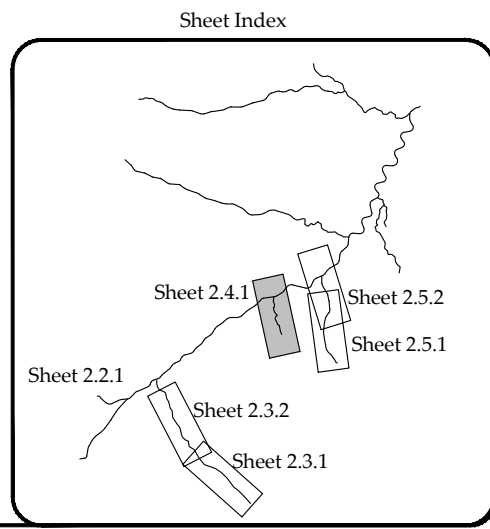 Sheet Index
Sheet 2.4.1
Sheet 2.5.2
Sheet 2.5.1
Sheet 2.2.1
Sheet 2.3.2
Sheet 2.3.1